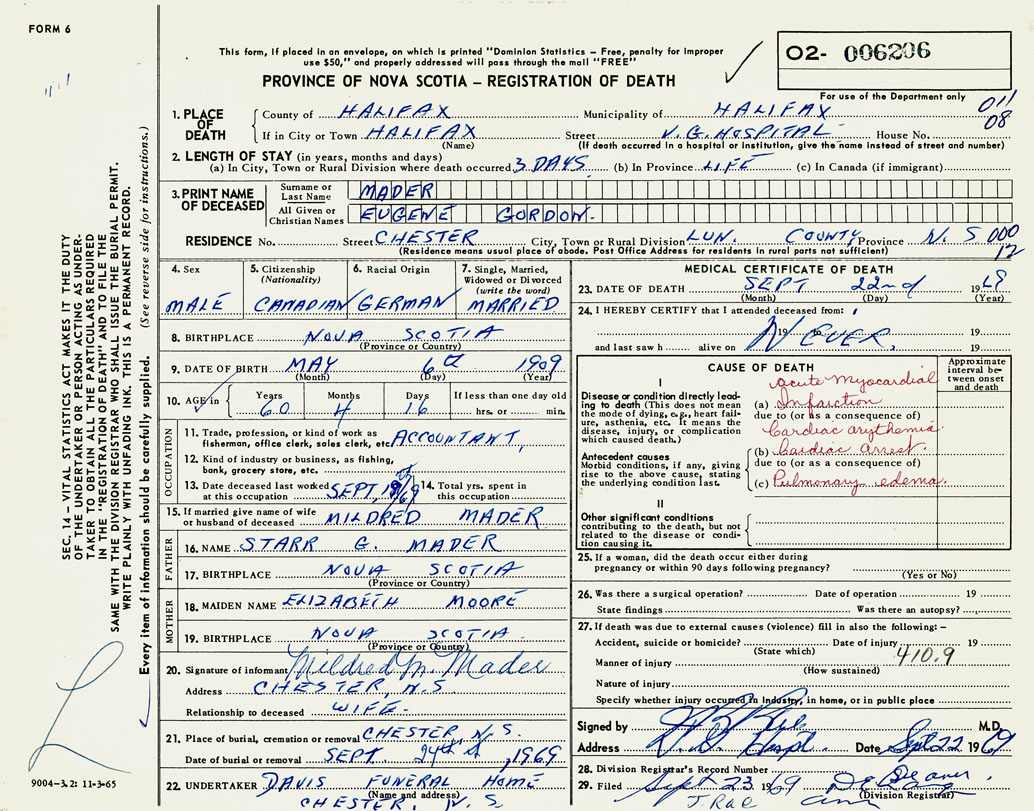 FORM 6
This form, if placed in an envelope, on which is printed "Dominion Statistics – Free, penalty for improper
use $50," and properly addressed will pass through the mail "FREE"
PROVINCE OF NOVA SCOTIA – REGISTRATION OF DEATH
02- 006206
For use of the Department only
011
08
SEC. 14 – VITAL STATISTICS ACT MAKES IT THE DUTY
OF THE UNDERTAKER OR PERSON ACTING AS UNDER-
TAKER TO OBTAIN ALL THE PARTICULARS REQUIRED
IN THE "REGISTRATION OF DEATH" AND TO FILE THE
SAME WITH THE DIVISION REGISTRAR WHO SHALL ISSUE THE BURIAL PERMIT.
WRITE PLAINLY WITH UNFADING INK. THIS IS A PERMANENT RECORD.
Every item of information should be carefully supplied. (See reverse side for instructions.)
1. PLACE OF DEATH
County of HALIFAX Municipality of HALIFAX
If in City or Town HALIFAX Street V.G. HOSPITAL House No.
(Name) (If death occurred in a hospital or institution, give the name instead of street and number)
2. LENGTH OF STAY (in years, months and days)
(a) In City, Town or Rural Division where death occurred 3 DAYS (b) In Province LIFE (c) In Canada (if immigrant)
3. PRINT NAME OF DECEASED
Surname or Last Name MADER
All Given or Christian Names EUGENE GORDON.
RESIDENCE No. Street CHESTER City, Town or Rural Division LUN. COUNTY Province N. S 000
(Residence means usual place of abode. Post Office Address for residents in rural parts not sufficient) 12
4. Sex MALE
5. Citizenship (Nationality) CANADIAN
6. Racial Origin GERMAN
7. Single, Married, Widowed or Divorced (write the word) MARRIED
8. BIRTHPLACE NOVA SCOTIA
(Province or Country)
9. DATE OF BIRTH MAY 6th 1909
(Month) (Day) (Year)
10. AGE in Years 60 Months 4 Days 16 If less than one day old
hrs. or min.
OCCUPATION
11. Trade, profession, or kind of work as
fisherman, office clerk, sales clerk, etc. ACCOUNTANT
12. Kind of industry or business, as fishing,
bank, grocery store, etc.
13. Date deceased last worked at this occupation SEPT, 1969 14. Total yrs. spent in this occupation
15. If married give name of wife
or husband of deceased MILDRED MADER
FATHER
16. NAME STARR G. MADER
17. BIRTHPLACE NOVA SCOTIA
(Province or Country)
MOTHER
18. MAIDEN NAME ELIZABETH MOORE
19. BIRTHPLACE NOVA SCOTIA.
(Province or Country)
20. Signature of informant Mildred M. Mader
Address CHESTER, N.S
Relationship to deceased WIFE.
21. Place of burial, cremation or removal CHESTER, N.S.
Date of burial or removal SEPT. 24th, 1969
22. UNDERTAKER DAVIS FUNERAL HOME
(Name and address)
CHESTER, N.S
9004–3.2: 11-3-65
MEDICAL CERTIFICATE OF DEATH
23. DATE OF DEATH SEPT 22nd 1969
(Month) (Day) (Year)
24. I HEREBY CERTIFY that I attended deceased from:
19 to 19
and last saw h alive on NEVER. 19
CAUSE OF DEATH
Approximate interval between onset and death
I
Disease or condition directly leading to death (This does not mean the mode of dying, e.g., heart failure, asthenia, etc. It means the disease, injury, or complication which caused death.)
acute Myocardial
(a) Infarction
due to (or as a consequence of)
Cardiac arythemia
Antecedent causes
Morbid conditions, if any, giving rise to the above cause, stating the underlying condition last.
(b) Cardiac arrest.
due to (or as a consequence of)
(c) Pulmonary edema.
II
Other significant conditions
contributing to the death, but not related to the disease or condition causing it.
25. If a woman, did the death occur either during
pregnancy or within 90 days following pregnancy?
(Yes or No)
26. Was there a surgical operation? Date of operation 19
State findings Was there an autopsy?
27. If death was due to external causes (violence) fill in also the following: –
Accident, suicide or homicide? Date of injury 19
(State which) 410.9
Manner of injury
(How sustained)
Nature of injury
Specify whether injury occurred in industry, in home, or in public place
Signed by M.D.
Address V. G. Hospl Date Sept 22 1969
28. Division Registrar's Record Number
29. Filed Sept 23 1969
(Division Registrar)
J. Rae